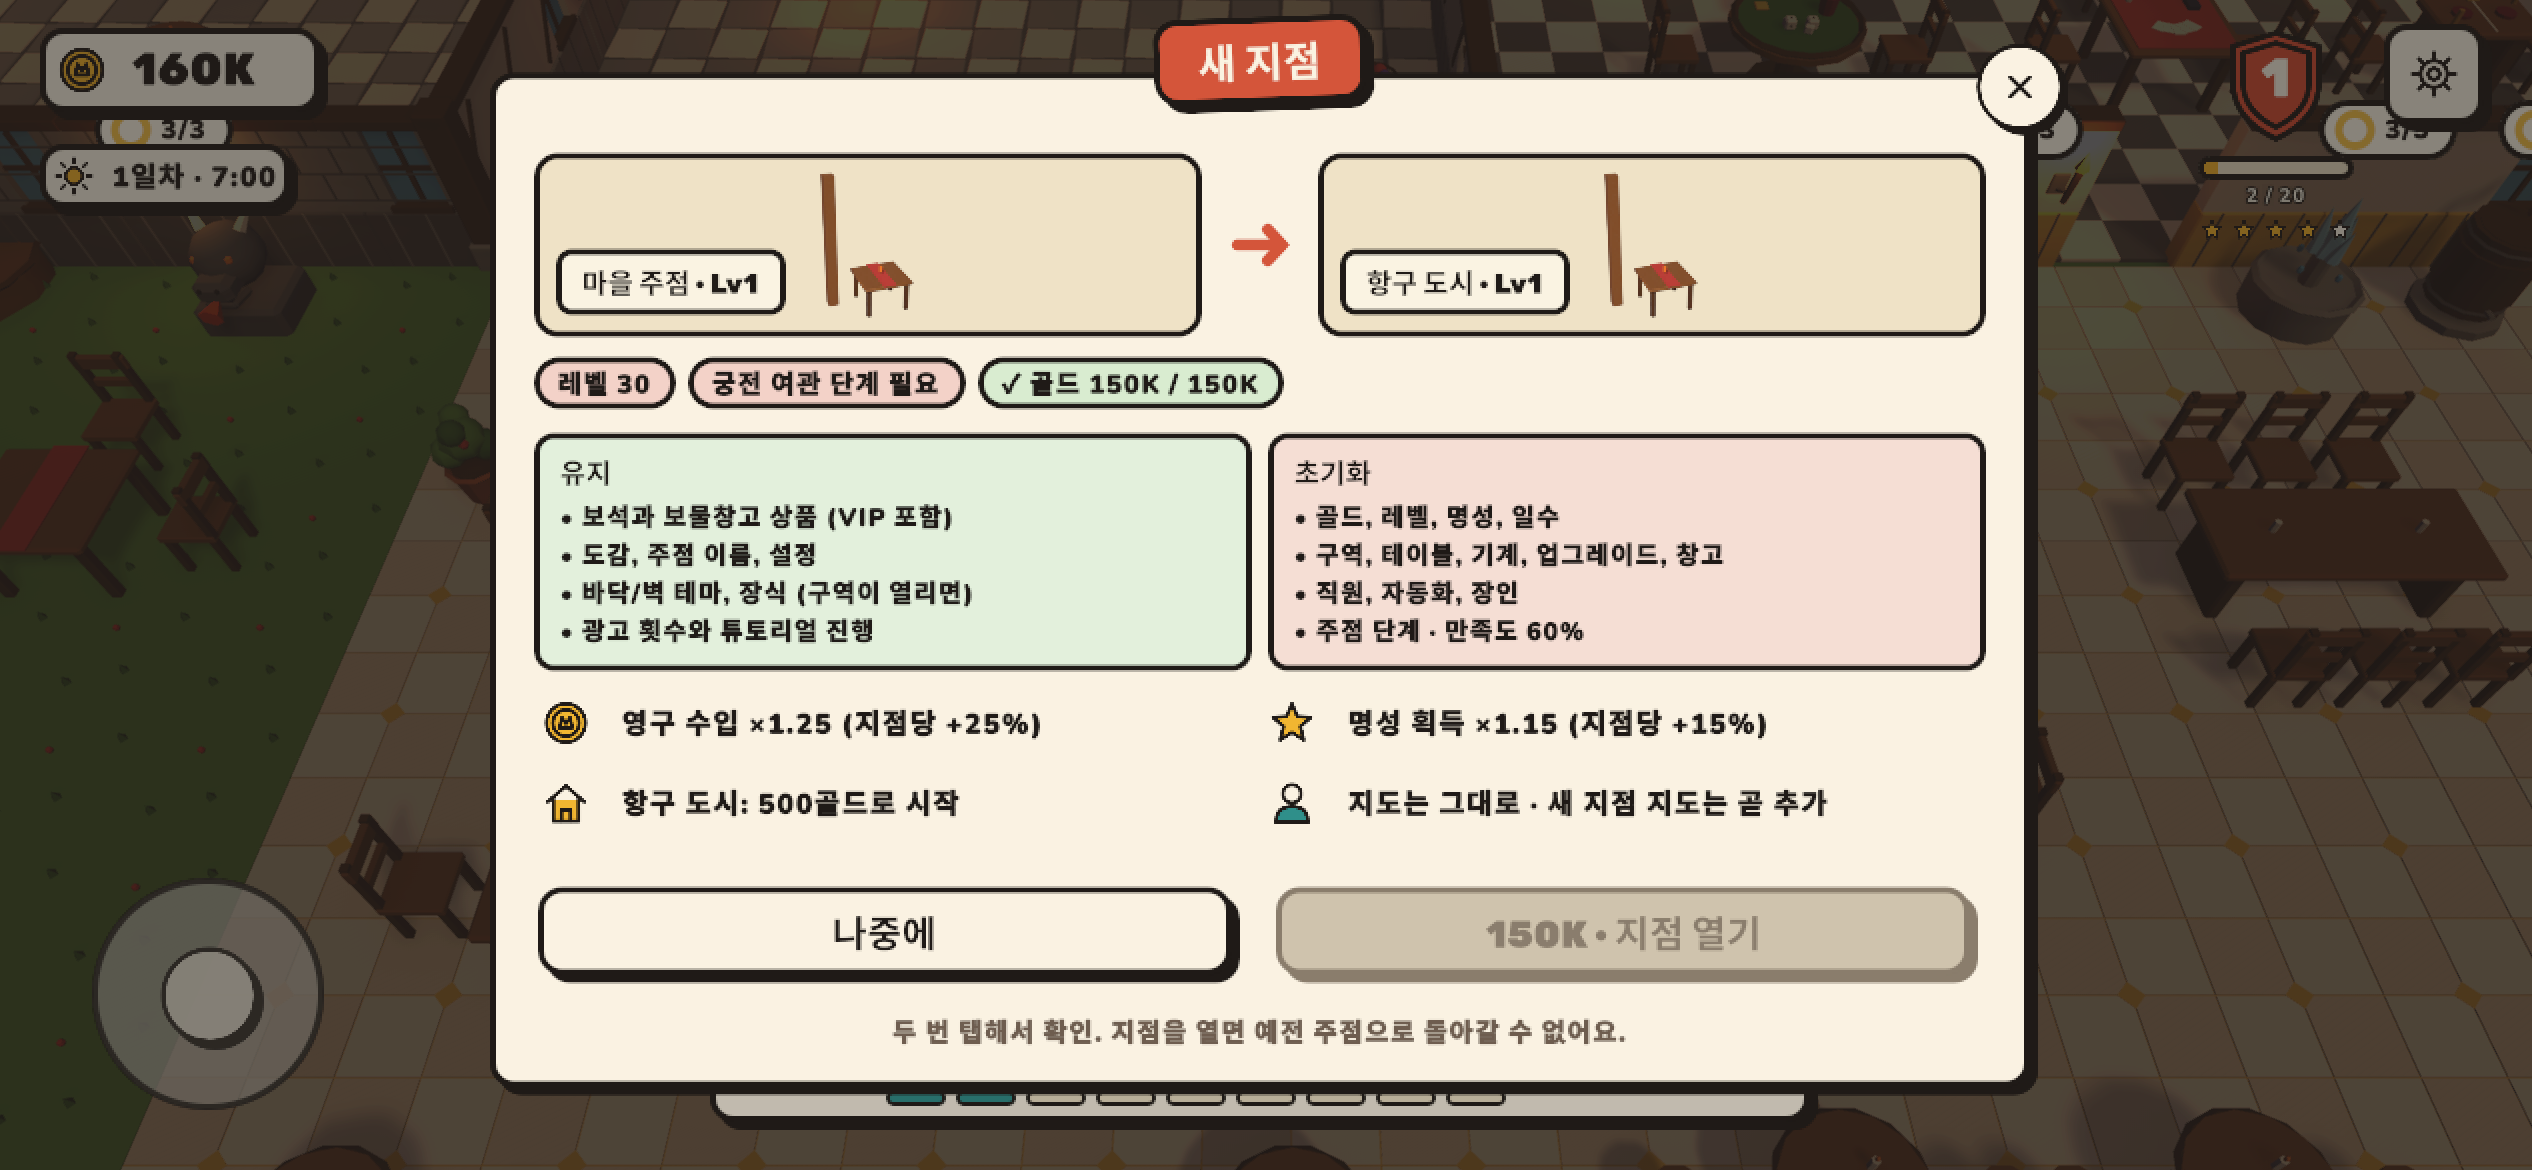 160K
3/3
1일차 · 7:00
새 지점
1
3/3
3
2 / 20
마을 주점 • Lv1
항구 도시 • Lv1
레벨 30
궁전 여관 단계 필요
✓ 골드 150K / 150K
유지
• 보석과 보물창고 상품 (VIP 포함)
• 도감, 주점 이름, 설정
• 바닥/벽 테마, 장식 (구역이 열리면)
• 광고 횟수와 튜토리얼 진행
초기화
• 골드, 레벨, 명성, 일수
• 구역, 테이블, 기계, 업그레이드, 창고
• 직원, 자동화, 장인
• 주점 단계 · 만족도 60%
영구 수입 ×1.25 (지점당 +25%)
명성 획득 ×1.15 (지점당 +15%)
항구 도시: 500골드로 시작
지도는 그대로 · 새 지점 지도는 곧 추가
나중에
150K • 지점 열기
두 번 탭해서 확인. 지점을 열면 예전 주점으로 돌아갈 수 없어요.